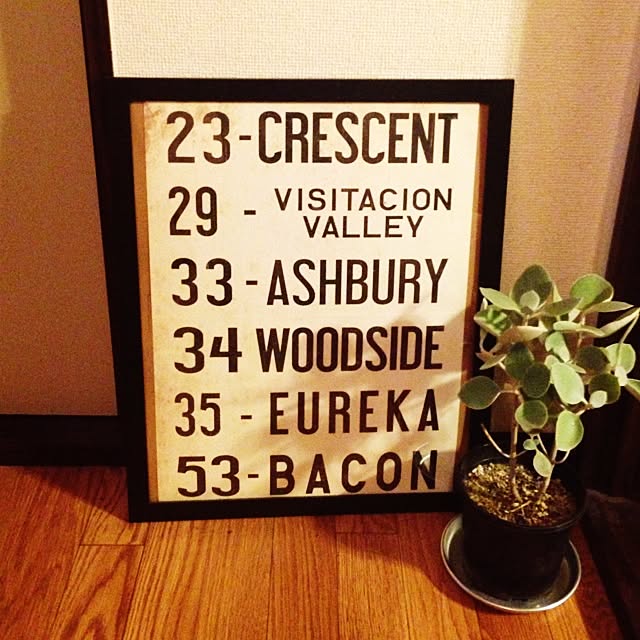 23-CRESCENT
29 - VISITACION
VALLEY
33-ASHBURY
34 WOODSIDE
35 - EUREKA
53-BACON